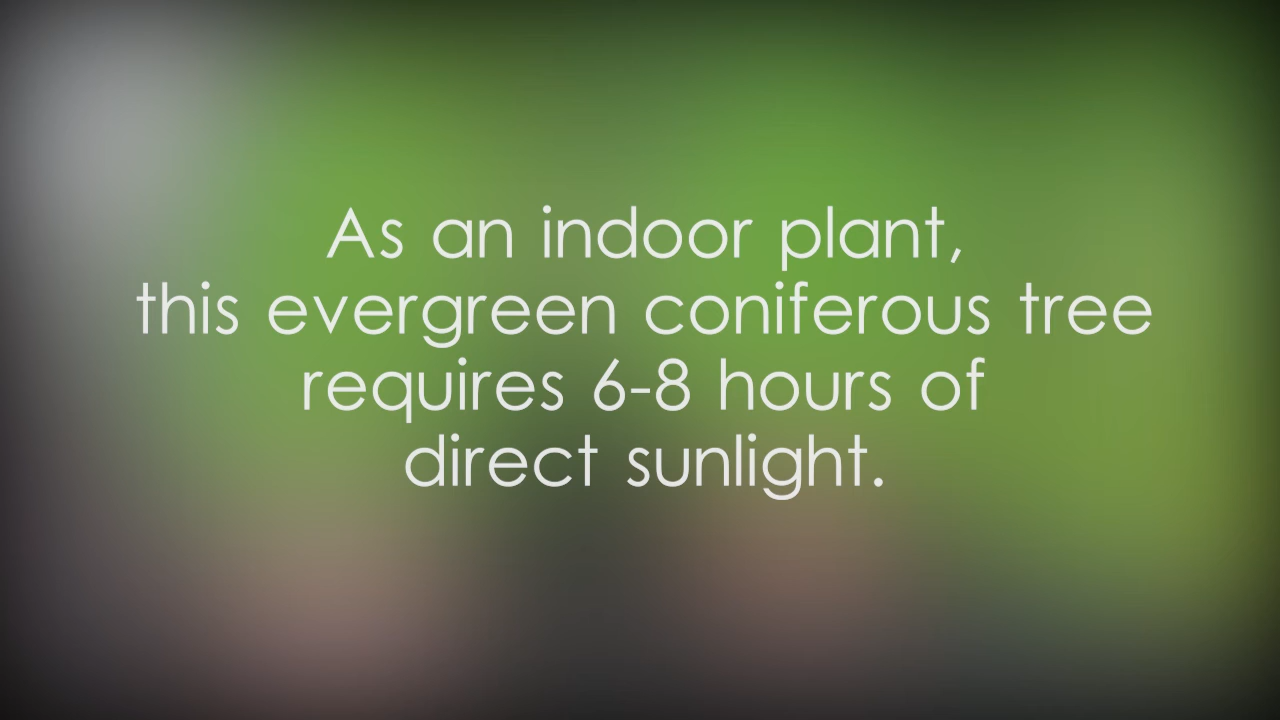 As an indoor plant,
this evergreen coniferous tree
requires 6-8 hours of
direct sunlight.